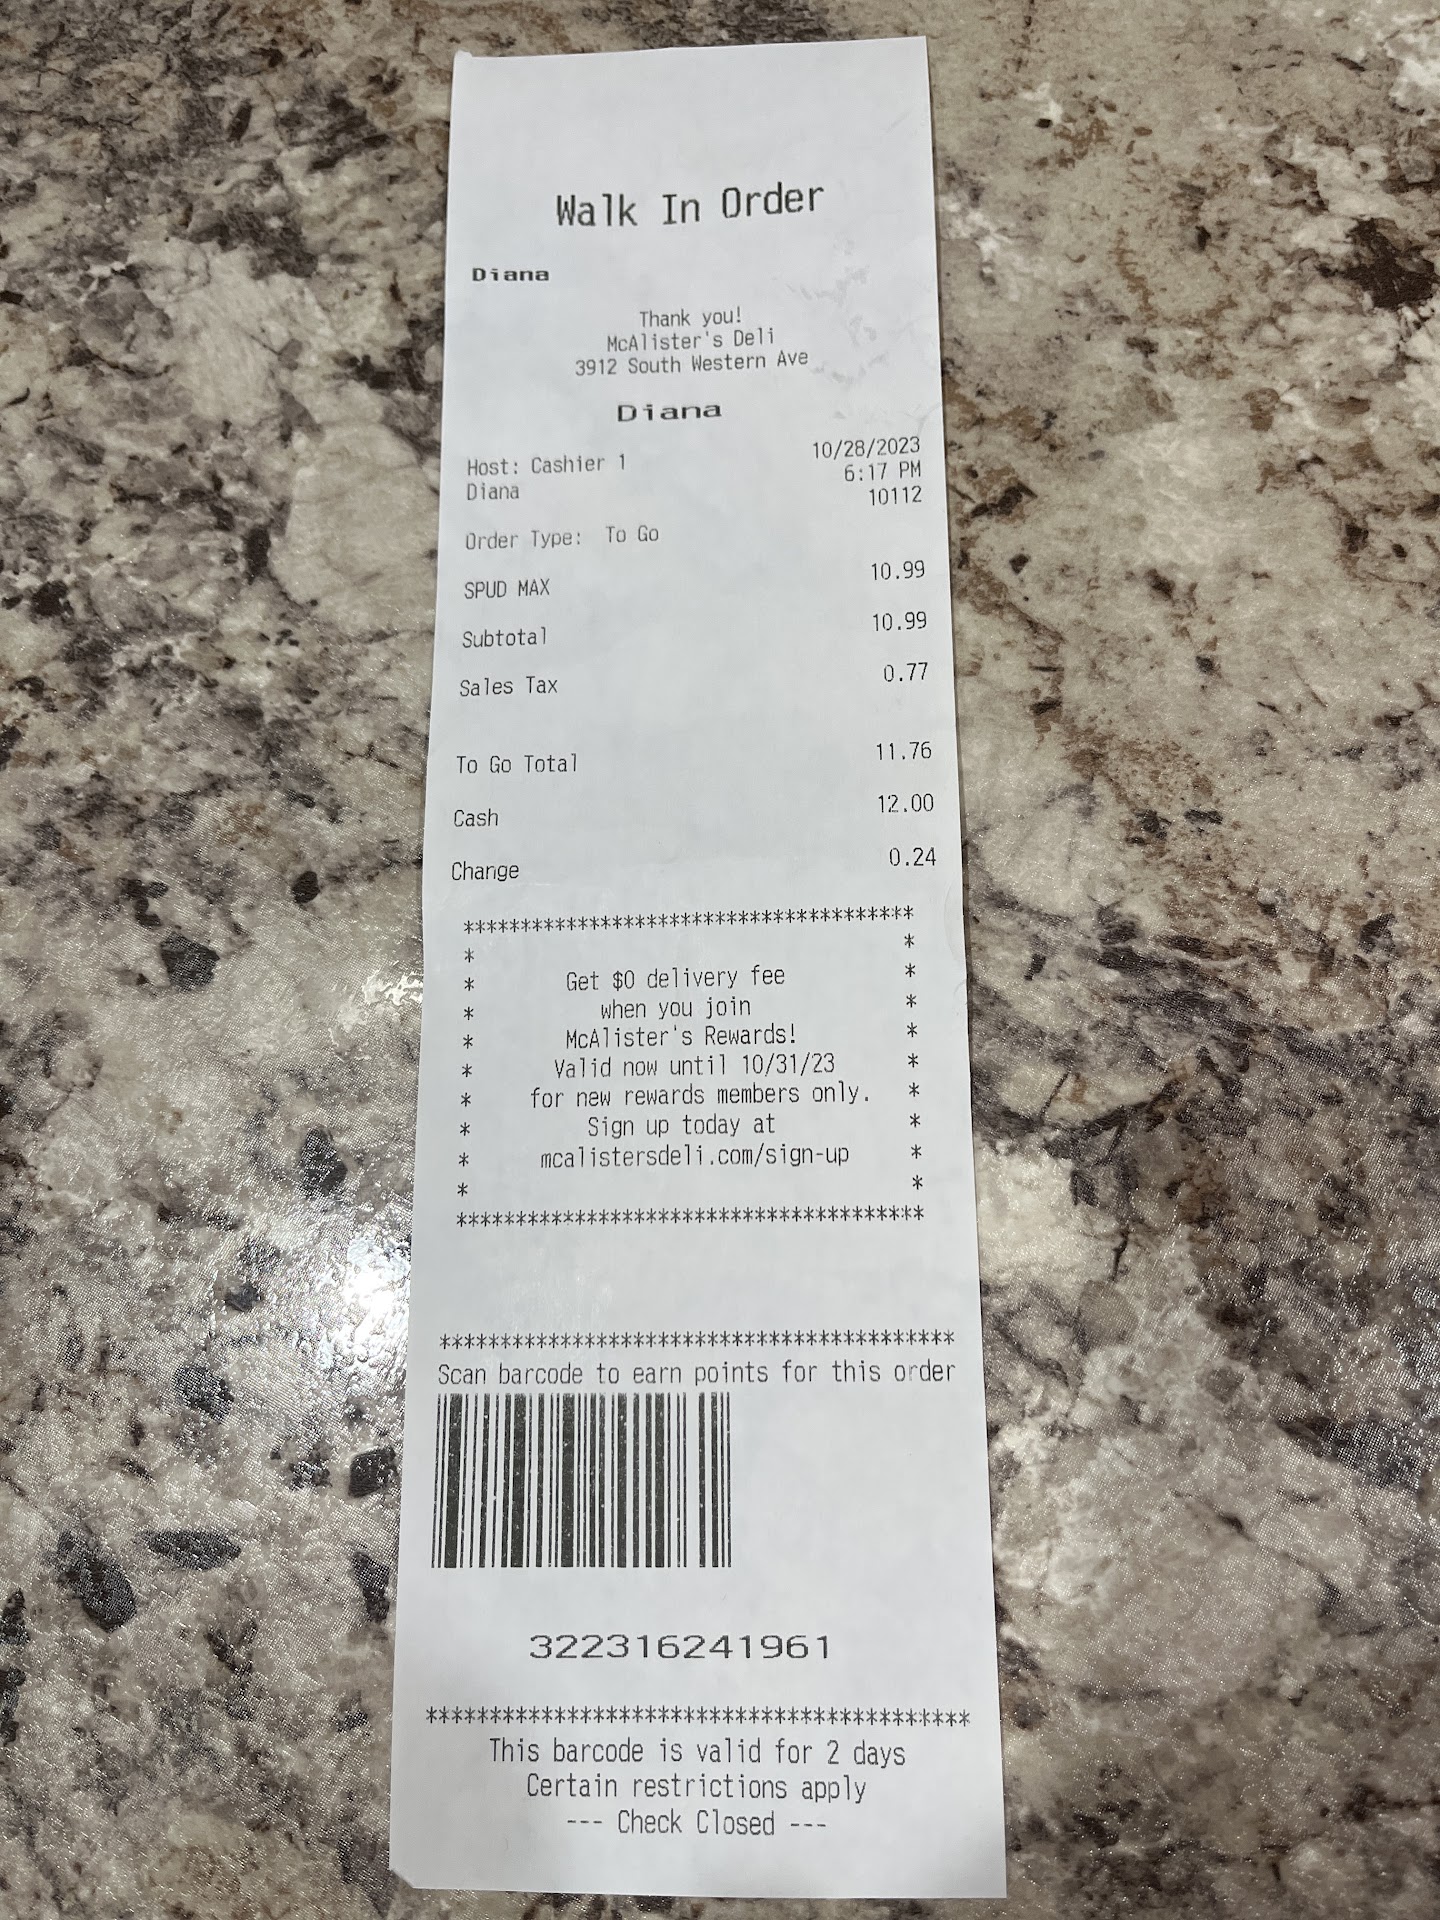 Walk In Order
Diana
Thank you!
McAlister's Deli
3912 South Western Ave
Diana
Host: Cashier 1 10/28/2023
Diana 6:17 PM
10112
Order Type: To Go
SPUD MAX 10.99
Subtotal 10.99
Sales Tax 0.77
To Go Total 11.76
Cash 12.00
Change 0.24
***************************************
* *
* Get $0 delivery fee *
* when you join *
* McAlister's Rewards! *
* Valid now until 10/31/23 *
* for new rewards members only. *
* Sign up today at *
* mcalistersdeli.com/sign-up *
* *
***************************************
******************************************
Scan barcode to earn points for this order
322316241961
******************************************
This barcode is valid for 2 days
Certain restrictions apply
--- Check Closed ---